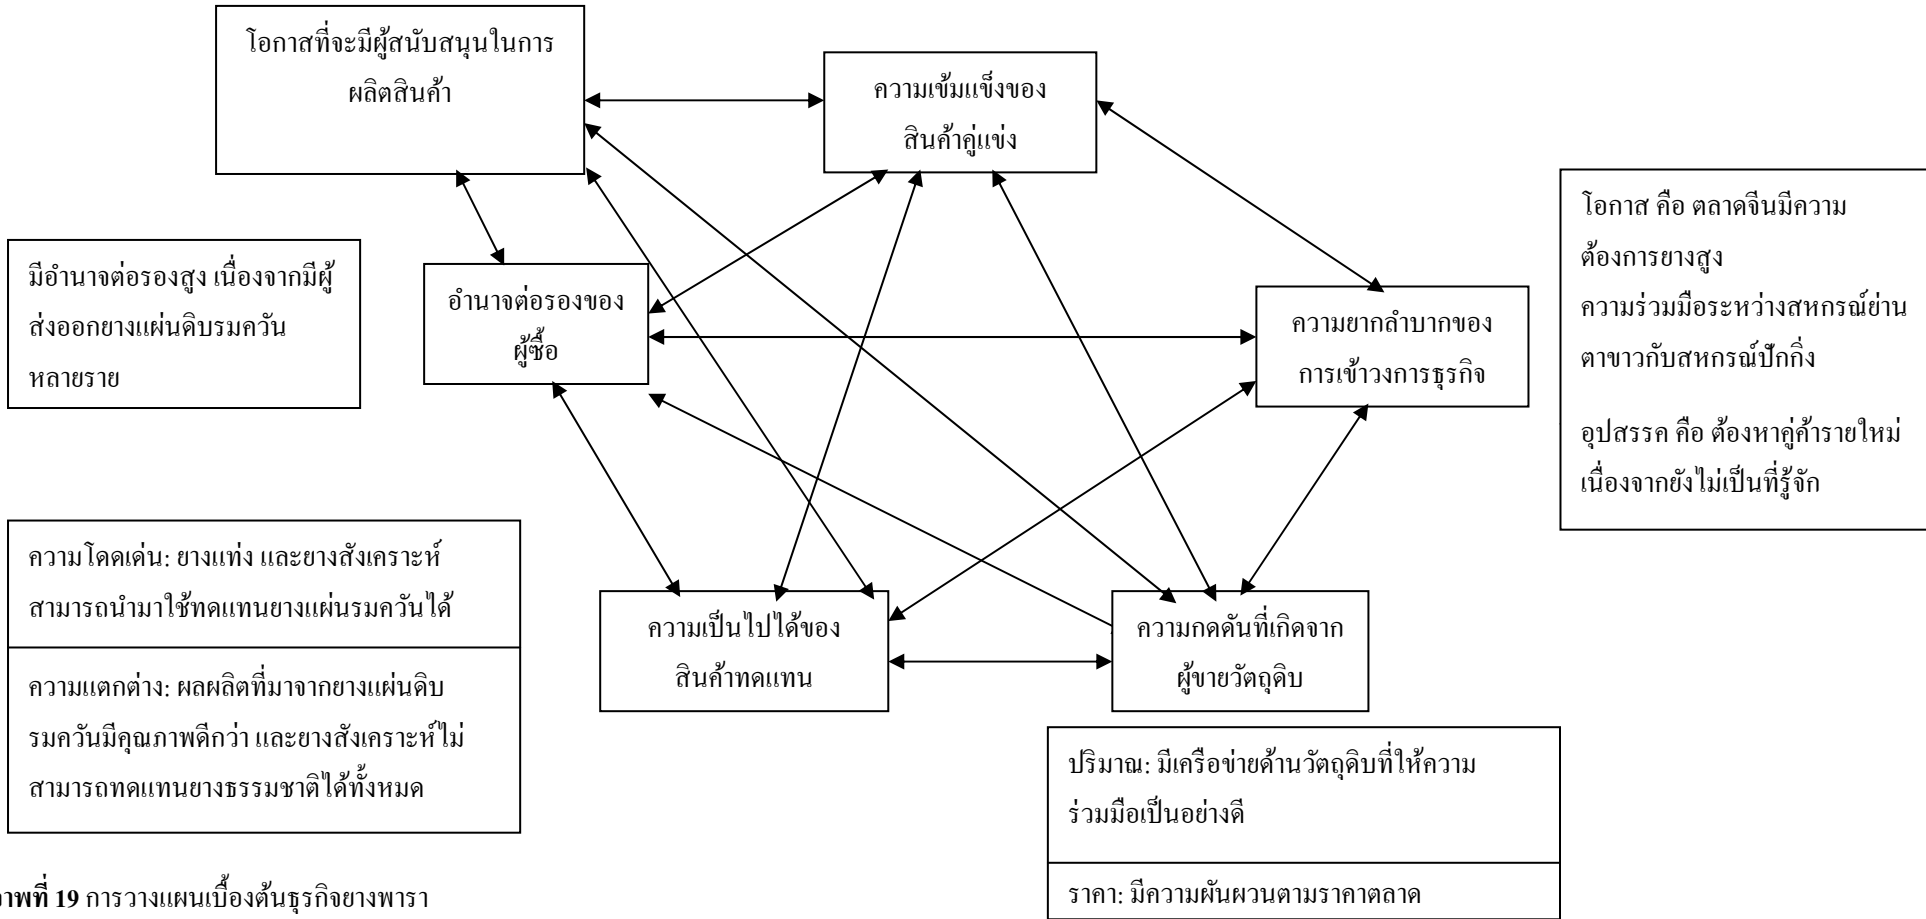 โอกาสที่จะมีผู้สนับสนุนในการ
ผลิตสินค้า
ความเข้มแข็งของ
สินค้าคู่แข่ง
มีอำนาจต่อรองสูง เนื่องจากมีผู้
ส่งออกยางแผ่นดิบรมควัน
หลายราย
อำนาจต่อรองของ
ผู้ซื้อ
ความยากลำบากของ
การเข้าวงการธุรกิจ
โอกาส คือ ตลาดจีนมีความ
ต้องการยางสูง
ความร่วมมือระหว่างสหกรณ์ย่าน
ตาขาวกับสหกรณ์ปักกิ่ง
อุปสรรค คือ ต้องหาคู่ค้ารายใหม่
เนื่องจากยังไม่เป็นที่รู้จัก
ความโดดเด่น: ยางแท่ง และยางสังเคราะห์
สามารถนำมาใช้ทดแทนยางแผ่นรมควันได้
ความแตกต่าง: ผลผลิตที่มาจากยางแผ่นดิบ
รมควันมีคุณภาพดีกว่า และยางสังเคราะห์ไม่
สามารถทดแทนยางธรรมชาติได้ทั้งหมด
ความเป็นไปได้ของ
สินค้าทดแทน
ความกดดันที่เกิดจาก
ผู้ขายวัตถุดิบ
ปริมาณ: มีเครือข่ายด้านวัตถุดิบที่ให้ความ
ร่วมมือเป็นอย่างดี
ราคา: มีความผันผวนตามราคาตลาด
าพที่ 19 การวางแผนเบื้องต้นธุรกิจยางพารา